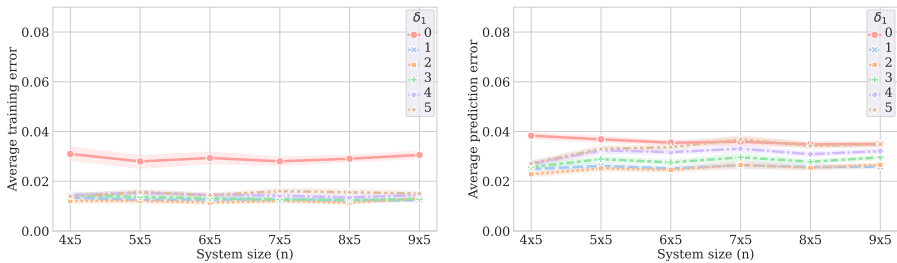 δ1
0
1
2
3
4
5
0.08
0.06
0.04
0.02
0.00
Average training error
4x5 5x5 6x5 7x5 8x5 9x5
System size (n)
δ1
0
1
2
3
4
5
0.08
0.06
0.04
0.02
0.00
Average prediction error
4x5 5x5 6x5 7x5 8x5 9x5
System size (n)